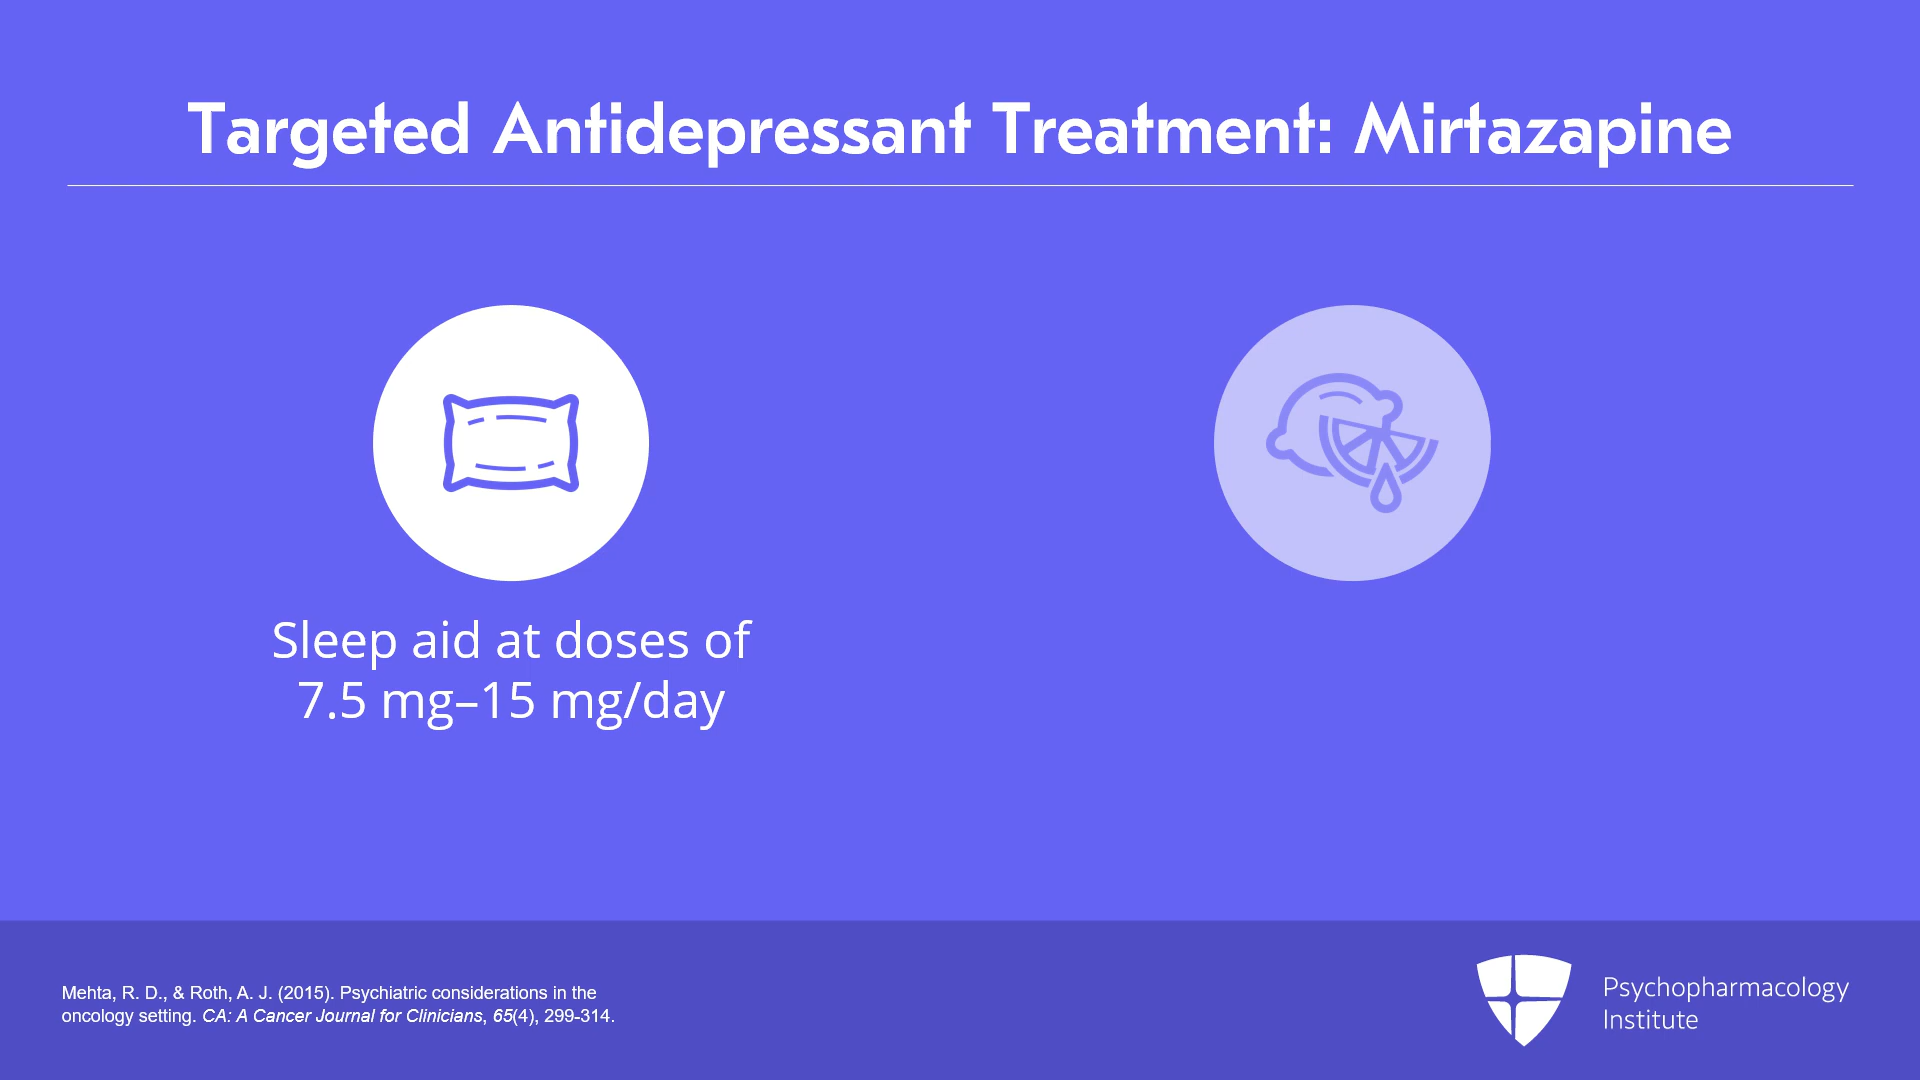 Targeted Antidepressant Treatment: Mirtazapine
Sleep aid at doses of
7.5 mg–15 mg/day
Mehta, R. D., & Roth, A. J. (2015). Psychiatric considerations in the
oncology setting. CA: A Cancer Journal for Clinicians, 65(4), 299-314.
Psychopharmacology
Institute